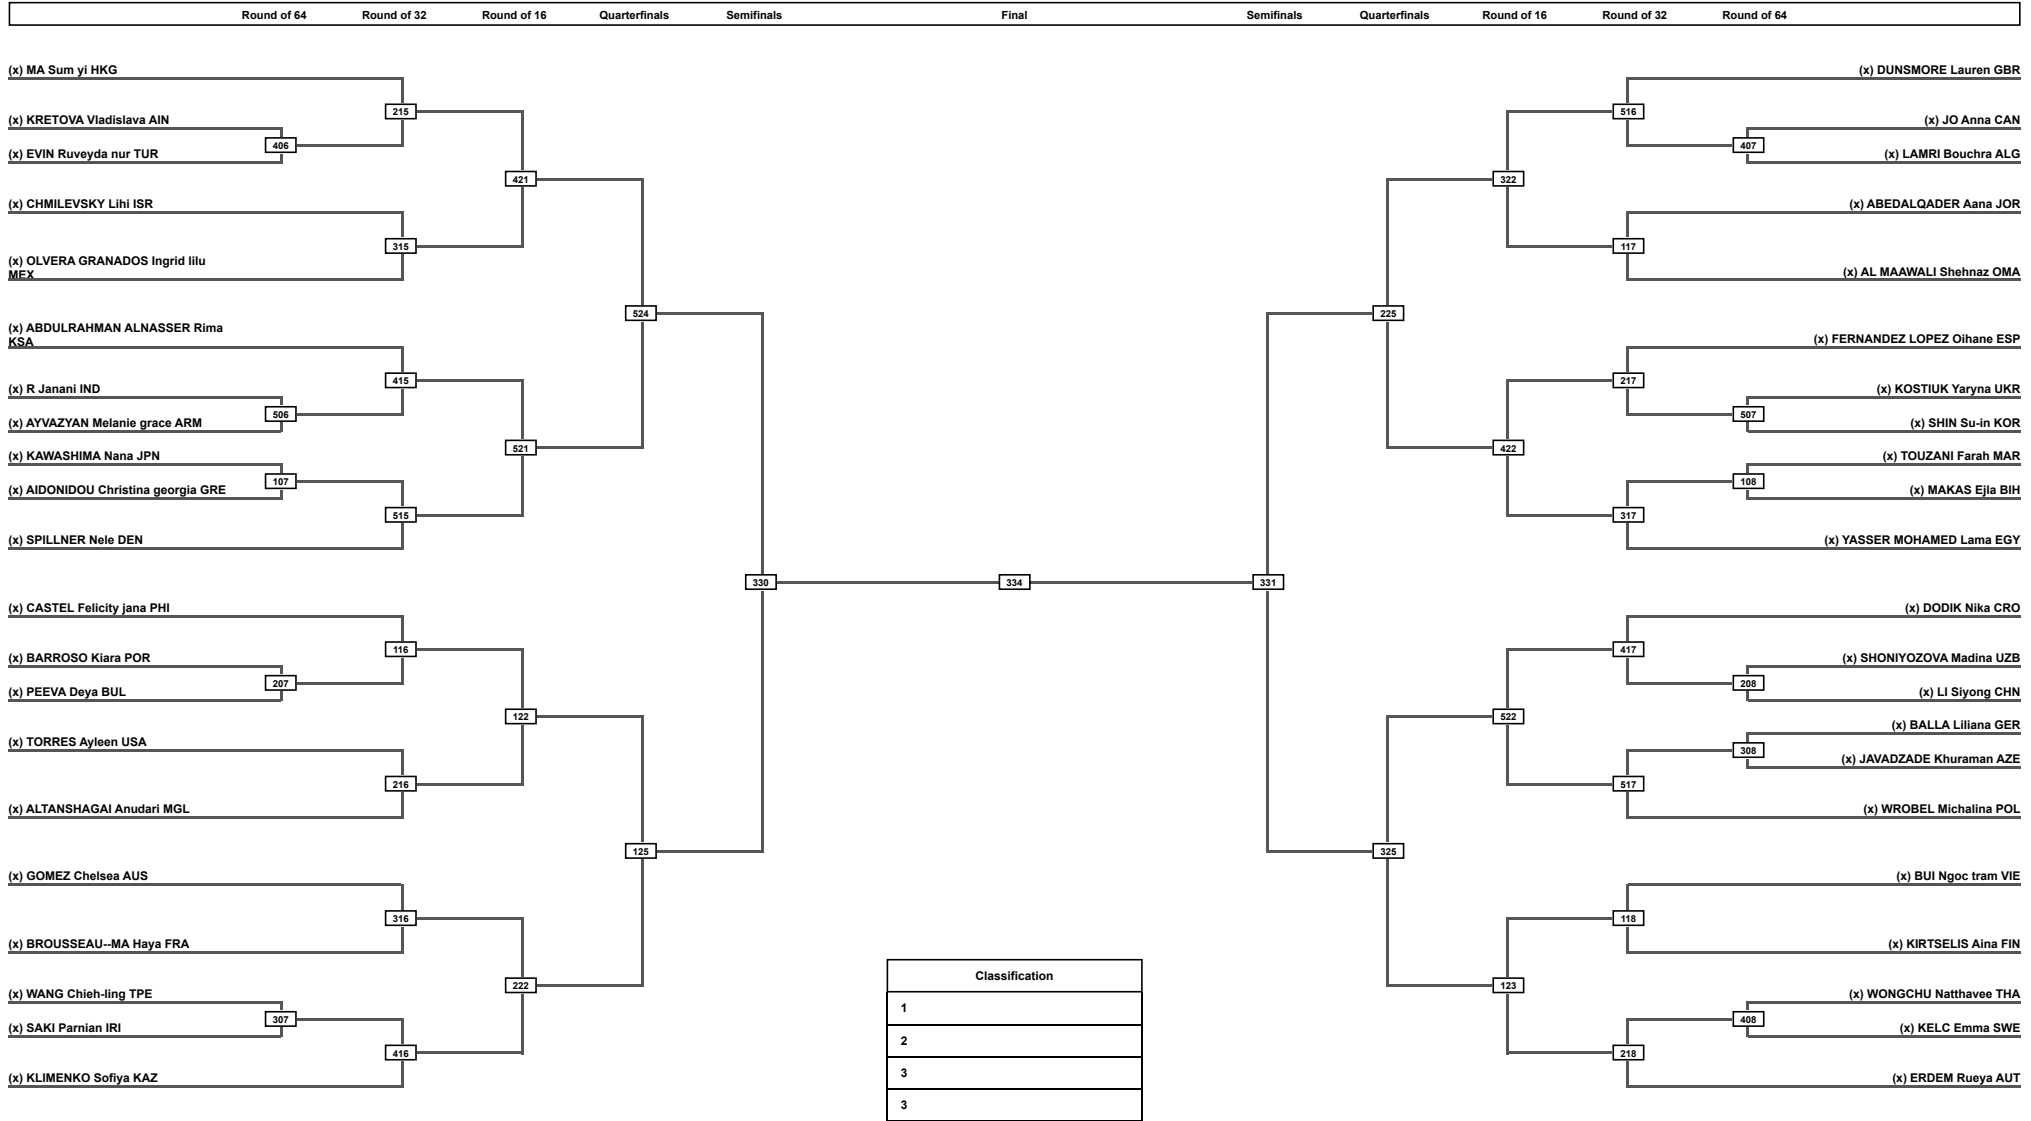 Round of 64 Round of 32 Round of 16 Quarterfinals Semifinals Final Semifinals Quarterfinals Round of 16 Round of 32 Round of 64
(x) MA Sum yi HKG
215
(x) KRETOVA Vladislava AIN
406
(x) EVIN Ruveyda nur TUR
421
(x) CHMILEVSKY Lihi ISR
315
(x) OLVERA GRANADOS Ingrid lilu
MEX
524
(x) ABDULRAHMAN ALNASSER Rima
KSA
415
(x) R Janani IND
506
(x) AYVAZYAN Melanie grace ARM
521
(x) KAWASHIMA Nana JPN
107
(x) AIDONIDOU Christina georgia GRE
515
(x) SPILLNER Nele DEN
330
334
331
(x) CASTEL Felicity jana PHI
116
(x) BARROSO Kiara POR
207
(x) PEEVA Deya BUL
122
(x) TORRES Ayleen USA
216
(x) ALTANSHAGAI Anudari MGL
125
(x) GOMEZ Chelsea AUS
316
(x) BROUSSEAU--MA Haya FRA
222
(x) WANG Chieh-ling TPE
307
(x) SAKI Parnian IRI
416
(x) KLIMENKO Sofiya KAZ
(x) DUNSMORE Lauren GBR
516
(x) JO Anna CAN
407
(x) LAMRI Bouchra ALG
322
(x) ABEDALQADER Aana JOR
117
(x) AL MAAWALI Shehnaz OMA
225
(x) FERNANDEZ LOPEZ Oihane ESP
217
(x) KOSTIUK Yaryna UKR
507
(x) SHIN Su-in KOR
422
(x) TOUZANI Farah MAR
108
(x) MAKAS Ejla BIH
317
(x) YASSER MOHAMED Lama EGY
(x) DODIK Nika CRO
417
(x) SHONIYOZOVA Madina UZB
208
(x) LI Siyong CHN
522
(x) BALLA Liliana GER
308
(x) JAVADZADE Khuraman AZE
517
(x) WROBEL Michalina POL
325
(x) BUI Ngoc tram VIE
118
(x) KIRTSELIS Aina FIN
123
(x) WONGCHU Natthavee THA
408
(x) KELC Emma SWE
218
(x) ERDEM Rueya AUT
Classification
1
2
3
3